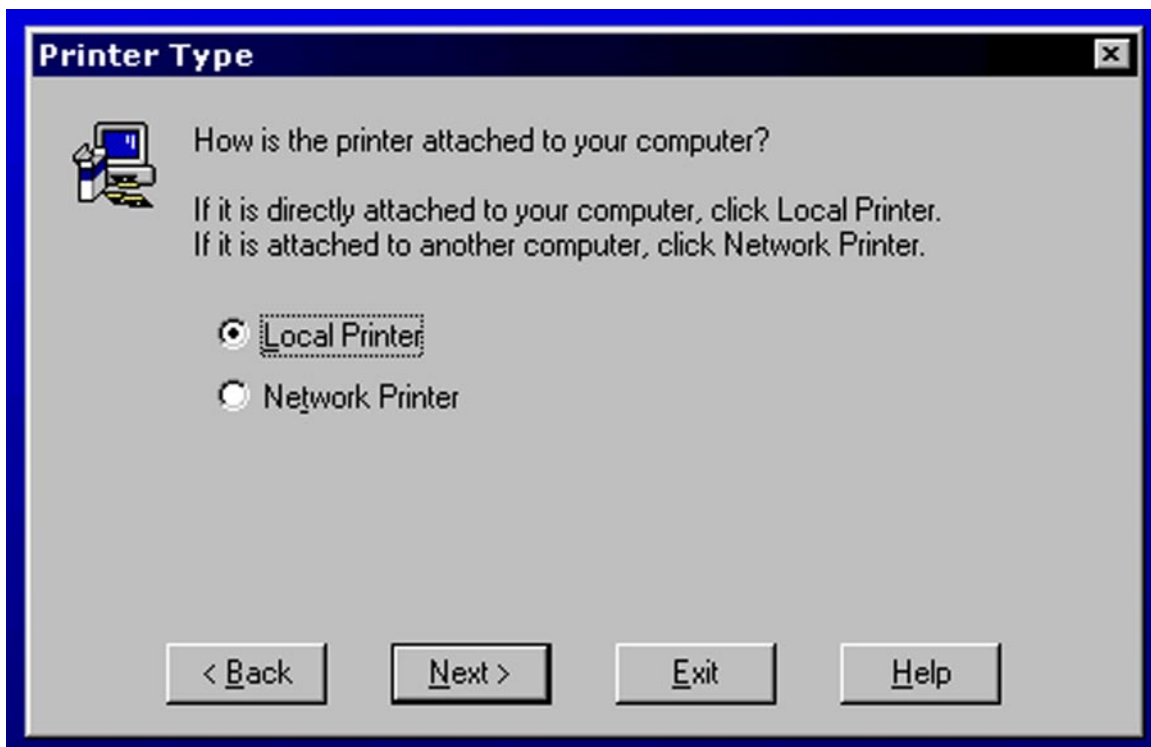 Printer Type
How is the printer attached to your computer?
If it is directly attached to your computer, click Local Printer.
If it is attached to another computer, click Network Printer.
Local Printer
Network Printer
< Back
Next >
Exit
Help